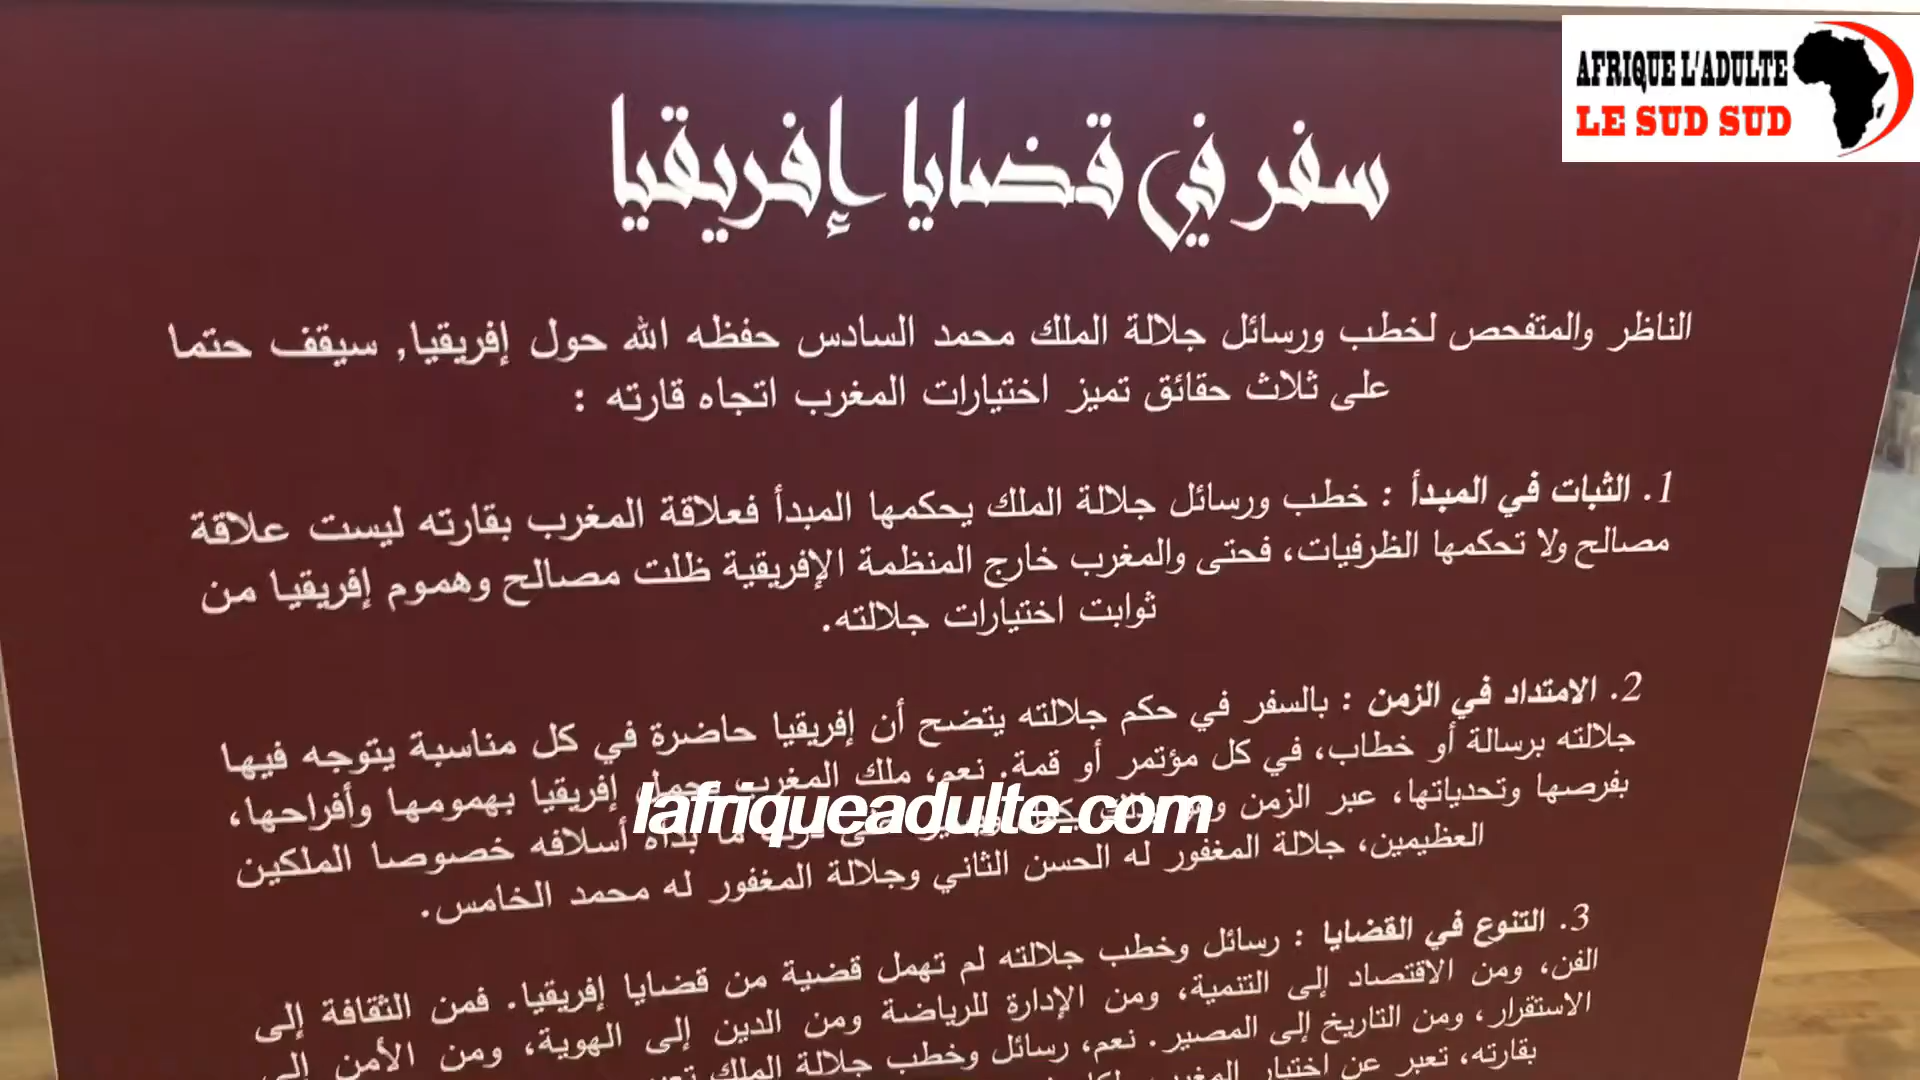 AFRIQUE L'ADULTE
LE SUD SUD
سفر في قضايا إفريقيا
الناظر والمتفحص لخطب ورسائل جلالة الملك محمد السادس حفظه الله حول إفريقيا, سيقف حتما
على ثلاث حقائق تميز اختيارات المغرب اتجاه قارته :
1. الثبات في المبدأ : خطب ورسائل جلالة الملك يحكمها المبدأ فعلاقة المغرب بقارته ليست علاقة
مصالح ولا تحكمها الظرفيات، فحتى والمغرب خارج المنظمة الإفريقية ظلت مصالح وهموم إفريقيا من
ثوابت اختيارات جلالته.
2. الامتداد في الزمن : بالسفر في حكم جلالته يتضح أن إفريقيا حاضرة في كل مناسبة يتوجه فيها
جلالته برسالة أو خطاب، في كل مؤتمر أو قمة. نعم، ملك المغرب يحمل إفريقيا بهمومها وأفراحها،
بفرصها وتحدياتها، عبر الزمن ما بدأه أسلافه خصوصا الملكين
العظيمين، جلالة المغفور له الحسن الثاني وجلالة المغفور له محمد الخامس.
lafriqueadulte.com
3. التنوع في القضايا : رسائل وخطب جلالته لم تهمل قضية من قضايا إفريقيا. فمن الثقافة إلى
الفن، ومن الاقتصاد إلى التنمية، ومن الإدارة للرياضة ومن الدين إلى الهوية، ومن الأمن إلى
الاستقرار، ومن التاريخ إلى المصير. نعم، رسائل وخطب جلالة الملك
بقارته، تعبر عن اختيار المغرب